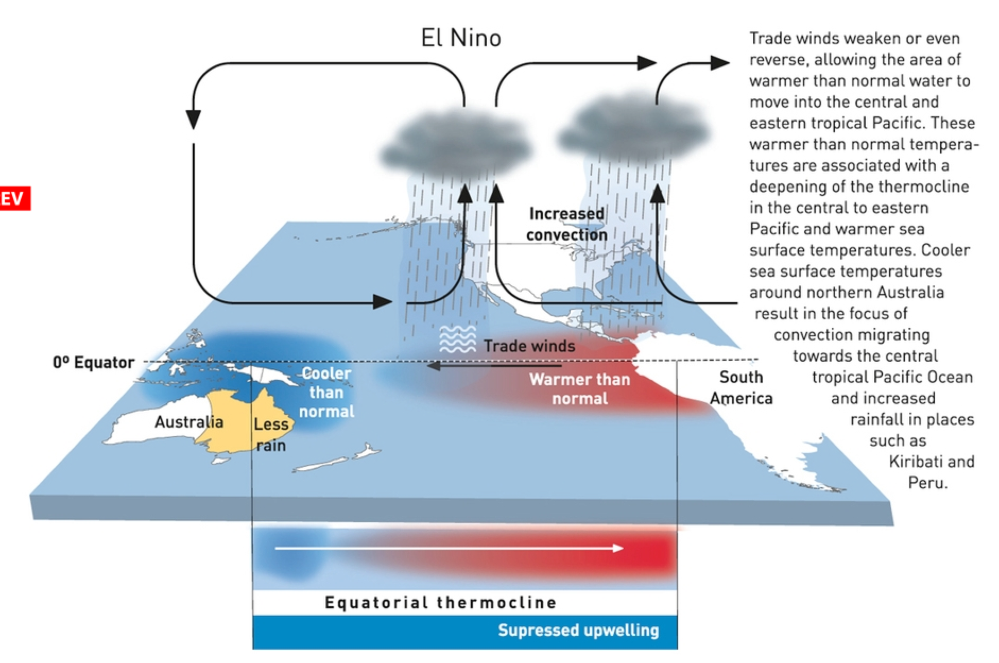 El Nino
Trade winds weaken or even
reverse, allowing the area of
warmer than normal water to
move into the central and
eastern tropical Pacific. These
warmer than normal tempera-
tures are associated with a
deepening of the thermocline
in the central to eastern
Pacific and warmer sea
surface temperatures. Cooler
sea surface temperatures
around northern Australia
result in the focus of
convection migrating
towards the central
tropical Pacific Ocean
and increased
rainfall in places
such as
Kiribati and
Peru.
EV
Increased
convection
Trade winds
0º Equator
Cooler
than
normal
Warmer than
normal
South
America
Australia
Less
rain
Equatorial thermocline
Supressed upwelling